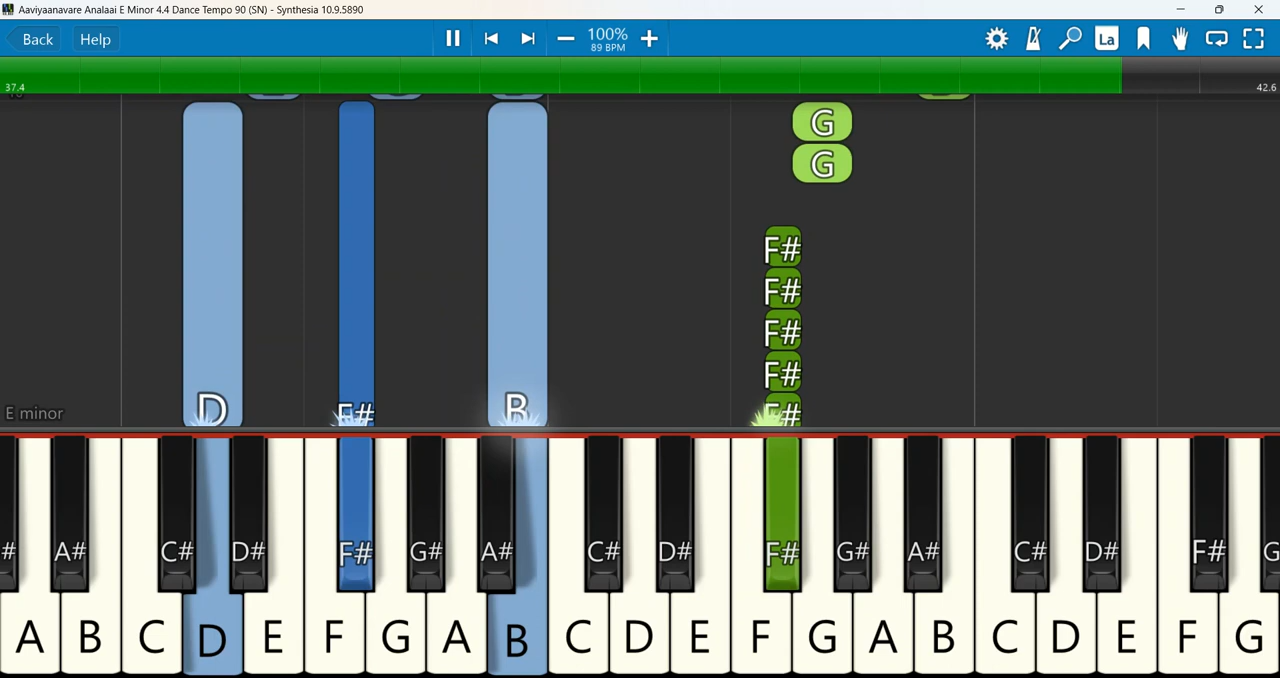 Aaviyaanavare Analaai E Minor 4.4 Dance Tempo 90 (SN) - Synthesia 10.9.5890
Back Help 100% La
89 BPM
37.4 42.6
G
G
F#
F#
F#
F#
E minor D F# B F#
A# C# D# F# G# A# C# D# F# G# A# C# D# F#
A B C D E F G A B C D E F G A B C D E F G